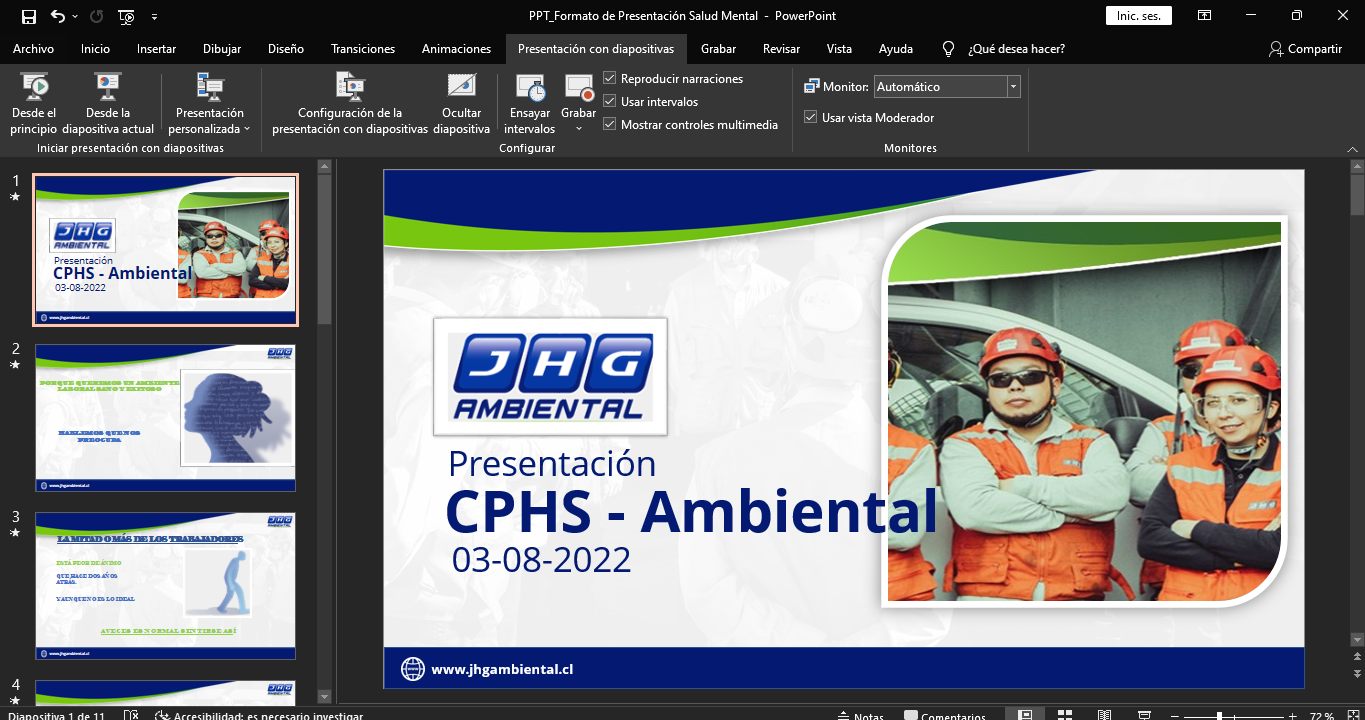 PPT_Formato de Presentación Salud Mental - PowerPoint
Inic. ses.
Archivo Inicio Insertar Dibujar Diseño Transiciones Animaciones Presentación con diapositivas Grabar Revisar Vista Ayuda ¿Qué desea hacer? Compartir
Desde el principio
Desde la diapositiva actual
Presentación personalizada
Iniciar presentación con diapositivas
Configuración de la presentación con diapositivas
Ocultar diapositiva
Ensayar intervalos
Grabar
Reproducir narraciones
Usar intervalos
Mostrar controles multimedia
Configurar
Monitor: Automático
Usar vista Moderador
Monitores
1
JHG
AMBIENTAL
Presentación
CPHS - Ambiental
03-08-2022
www.jhgambiental.cl
2
JHG
AMBIENTAL
PORQUE QUEREMOS UN AMBIENTE
LABORAL SANO Y EXITOSO
HABLEMOS QUE NOS
PREOCUPA
www.jhgambiental.cl
3
JHG
AMBIENTAL
LA MITAD O MÁS DE LOS TRABAJADORES
ESTÁ PEOR DE ÁNIMO
QUE HACE DOS AÑOS
ATRÁS.
Y AUNQUE NO ES LO IDEAL
AVECES ES NORMAL SENTIRSE ASÍ
www.jhgambiental.cl
4
JHG
AMBIENTAL
JHG
AMBIENTAL
Presentación
CPHS - Ambiental
03-08-2022
www.jhgambiental.cl
Diapositiva 1 de 11 Accesibilidad: es necesario investigar Notas Comentarios 72 %